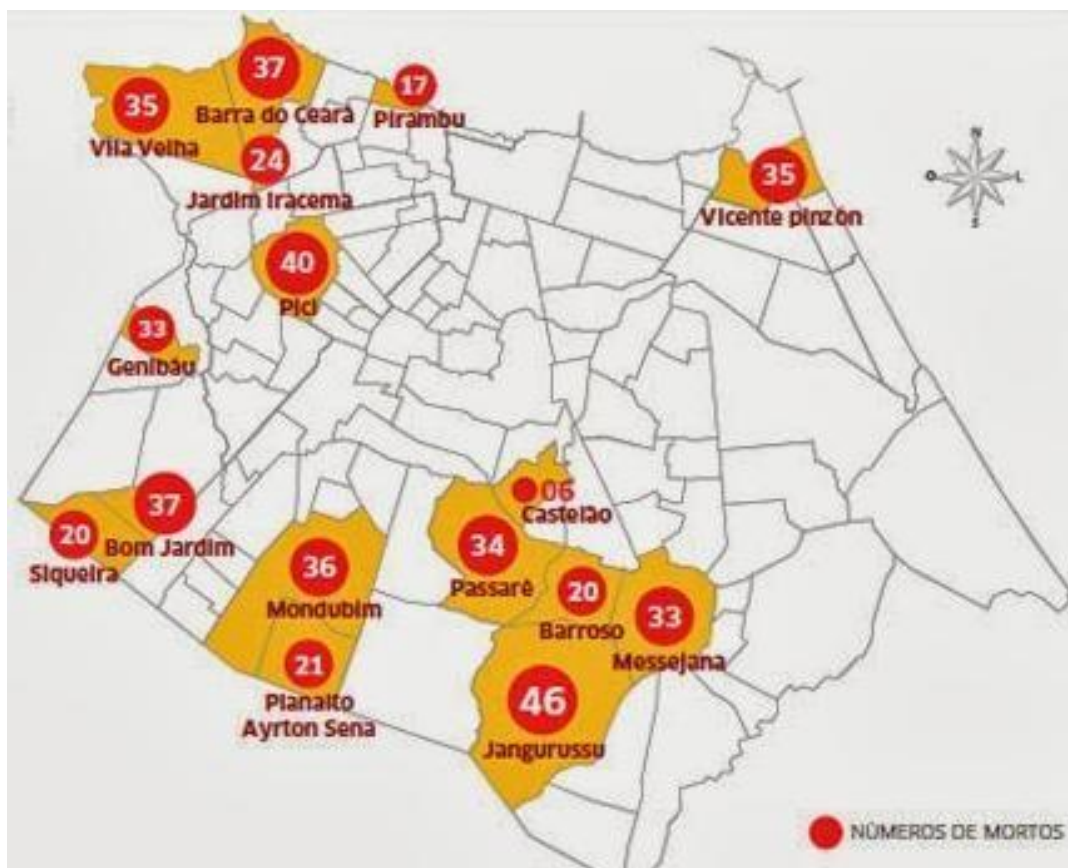 37
Barra do Ceará
17
Pirambu
35
Vila Velha
24
Jardim Iracema
35
Vicente pinzón
N
O
L
S
40
Pici
33
Genibaú
06
Castelão
37
Bom Jardim
20
Siqueira
34
Passaré
36
Mondubim
20
Barroso
33
Messejana
21
Planalto
Ayrton Sena
46
Jangurussu
NÚMEROS DE MORTOS